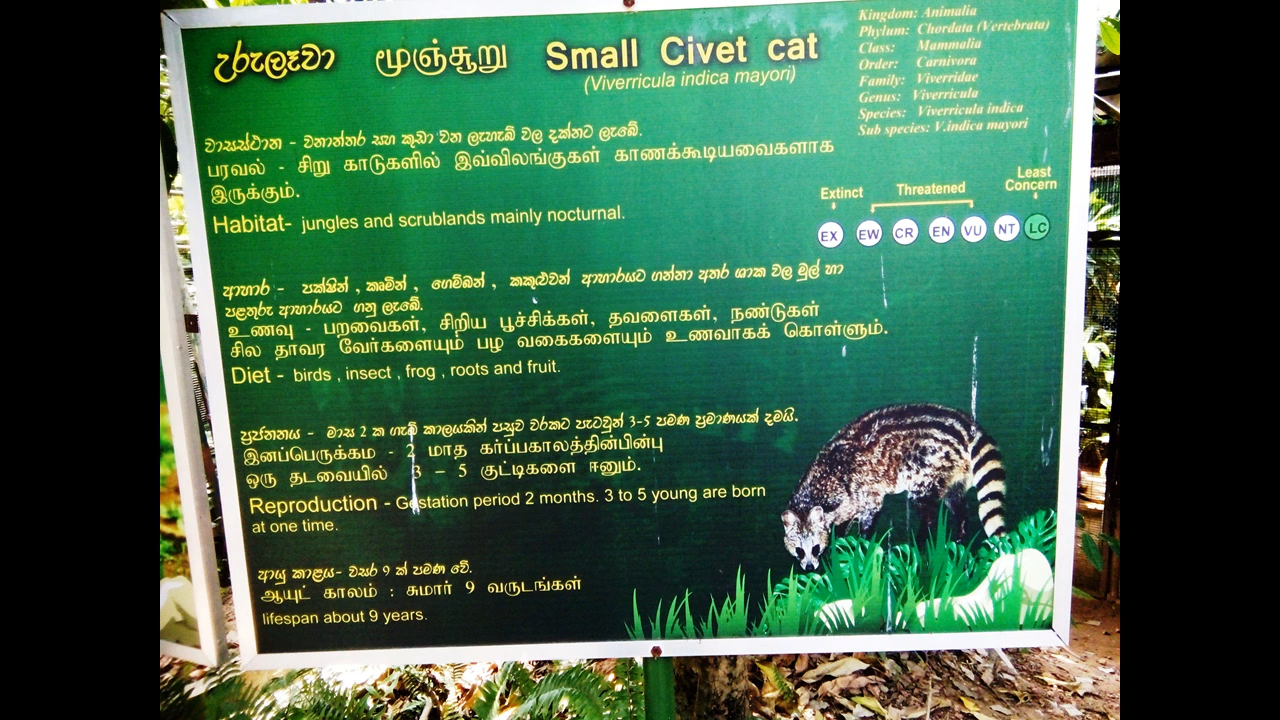 උරුලෑවා மூஞ்சூறு Small Civet cat
(Viverricula indica mayori)
Kingdom: Animalia
Phylum: Chordata (Vertebrata)
Class: Mammalia
Order: Carnivora
Family: Viverridae
Genus: Viverricula
Species: Viverricula indica
Sub species: V.indica mayori
වාසස්ථාන - වනාන්තර සහ කුඩා වන ලැහැබ් වල දක්නට ලැබේ.
பரவல் - சிறு காடுகளில் இவ்விலங்குகள் காணக்கூடியவைகளாக
இருக்கும்.
Habitat- jungles and scrublands mainly nocturnal.
Extinct Threatened Least
Concern
EX EW CR EN VU NT LC
ආහාර - පක්ෂින් , කෘමින් , ගෙම්බන් , කකුළුවන් ආහාරයට ගන්නා අතර ශාක වල මුල් හා
පළතුරු ආහාරයට ගනු ලැබේ.
உணவு - பறவைகள், சிறிய பூச்சிக்கள், தவளைகள், நண்டுகள்
சில தாவர வேர்களையும் பழ வகைகளையும் உணவாகக் கொள்ளும்.
Diet - birds , insect , frog , roots and fruit.
ප්‍රජනනය - මාස 2 ක ගැබ් කාලයකින් පසුව වරකට පැටවුන් 3-5 පමණ ප්‍රමාණයක් දමයි.
இனப்பெருக்கம - 2 மாத கர்ப்பகாலத்தின்பின்பு
ஒரு தடவையில் 3 – 5 குட்டிகளை ஈனும்.
Reproduction - Gestation period 2 months. 3 to 5 young are born
at one time.
ආයු කාළය- වසර 9 ක් පමණ වේ.
ஆயுட் காலம் : சுமார் 9 வருடங்கள்
lifespan about 9 years.